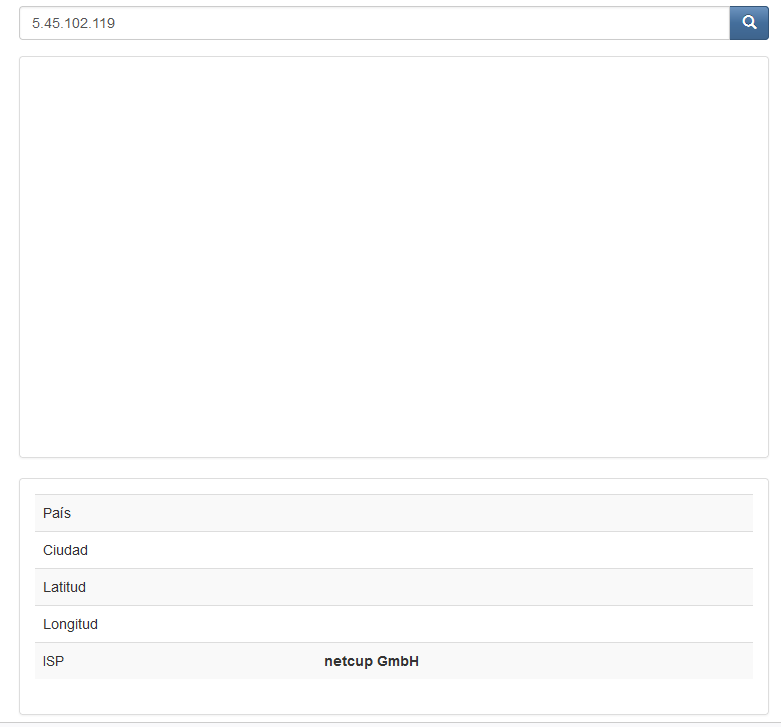 5.45.102.119
País
Ciudad
Latitud
Longitud
ISP netcup GmbH